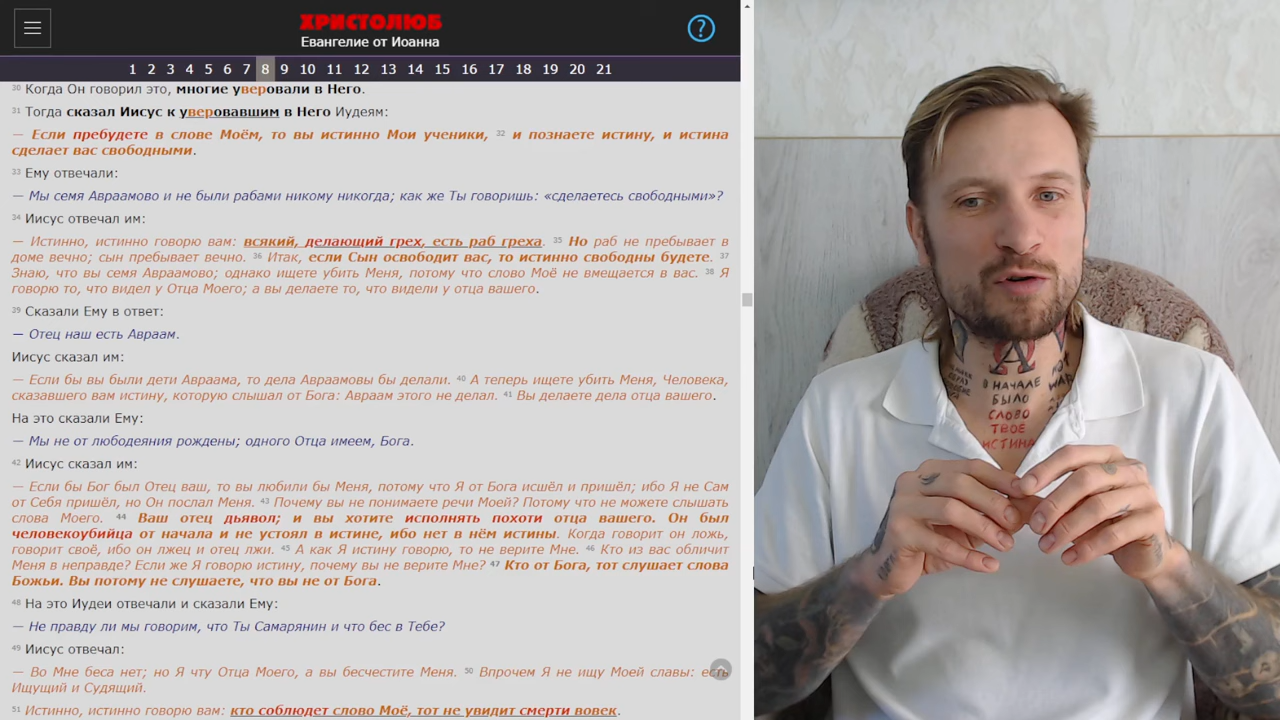 ХРИСТОЛЮБ
Евангелие от Иоанна
?
1 2 3 4 5 6 7 8 9 10 11 12 13 14 15 16 17 18 19 20 21
30 Когда Он говорил это, многие уверовали в Него.
31 Тогда сказал Иисус к уверовавшим в Него Иудеям:
— Если пребудете в слове Моём, то вы истинно Мои ученики, 32 и познаете истину, и истина
сделает вас свободными.
33 Ему отвечали:
— Мы семя Авраамово и не были рабами никому никогда; как же Ты говоришь: «сделаетесь свободными»?
34 Иисус отвечал им:
— Истинно, истинно говорю вам: всякий, делающий грех, есть раб греха. 35 Но раб не пребывает в
доме вечно; сын пребывает вечно. 36 Итак, если Сын освободит вас, то истинно свободны будете. 37
Знаю, что вы семя Авраамово; однако ищете убить Меня, потому что слово Моё не вмещается в вас. 38 Я
говорю то, что видел у Отца Моего; а вы делаете то, что видели у отца вашего.
39 Сказали Ему в ответ:
— Отец наш есть Авраам.
Иисус сказал им:
— Если бы вы были дети Авраама, то дела Авраамовы бы делали. 40 А теперь ищете убить Меня, Человека,
сказавшего вам истину, которую слышал от Бога: Авраам этого не делал. 41 Вы делаете дела отца вашего.
На это сказали Ему:
— Мы не от любодеяния рождены; одного Отца имеем, Бога.
42 Иисус сказал им:
— Если бы Бог был Отец ваш, то вы любили бы Меня, потому что Я от Бога исшёл и пришёл; ибо Я не Сам
от Себя пришёл, но Он послал Меня. 43 Почему вы не понимаете речи Моей? Потому что не можете слышать
слова Моего. 44 Ваш отец дьявол; и вы хотите исполнять похоти отца вашего. Он был
человекоубийца от начала и не устоял в истине, ибо нет в нём истины. Когда говорит он ложь,
говорит своё, ибо он лжец и отец лжи. 45 А как Я истину говорю, то не верите Мне. 46 Кто из вас обличит
Меня в неправде? Если же Я говорю истину, почему вы не верите Мне? 47 Кто от Бога, тот слушает слова
Божьи. Вы потому не слушаете, что вы не от Бога.
48 На это Иудеи отвечали и сказали Ему:
— Не правду ли мы говорим, что Ты Самарянин и что бес в Тебе?
49 Иисус отвечал:
— Во Мне беса нет; но Я чту Отца Моего, а вы бесчестите Меня. 50 Впрочем Я не ищу Моей славы: есть
Ищущий и Судящий.
51 Истинно, истинно говорю вам: кто соблюдет слово Моё, тот не увидит смерти вовек.
А
В НАЧАЛЕ
БЫЛО
СЛОВО
ТВОЕ
ИСТИНА